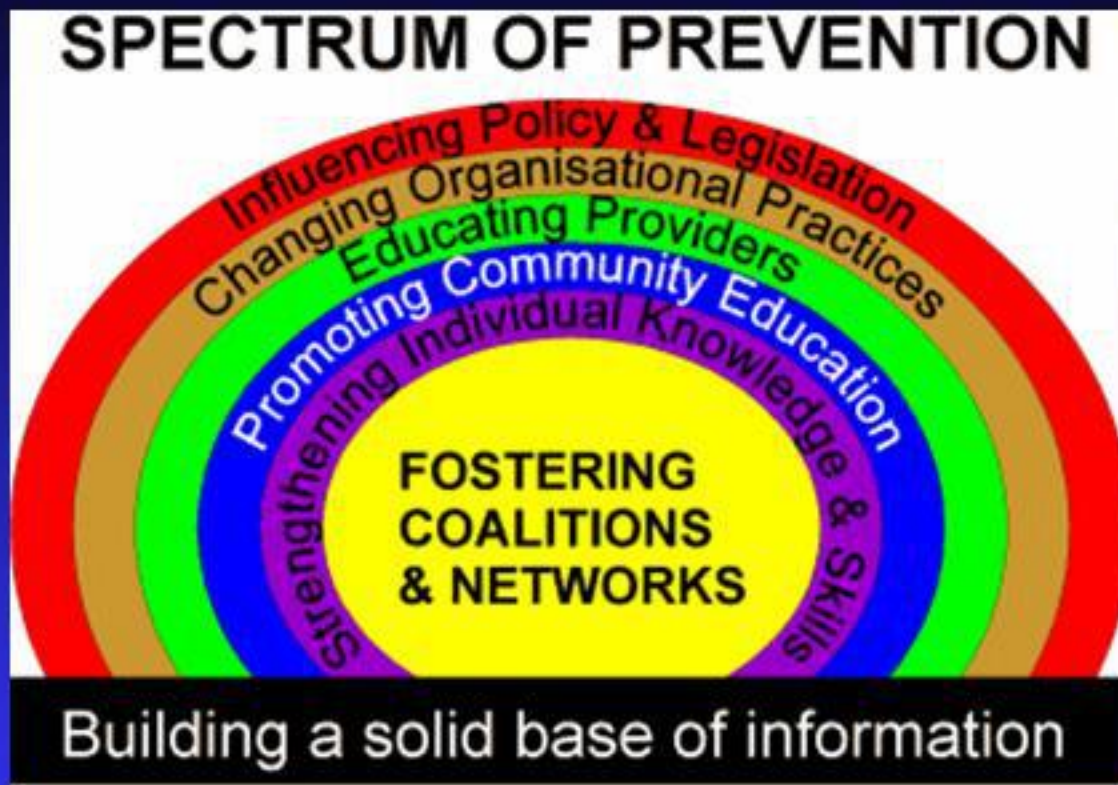 SPECTRUM OF PREVENTION
Influencing Policy & Legislation
Changing Organisational Practices
Educating Providers
Promoting Community Education
Strengthening Individual Knowledge & Skills
FOSTERING
COALITIONS
& NETWORKS
Building a solid base of information